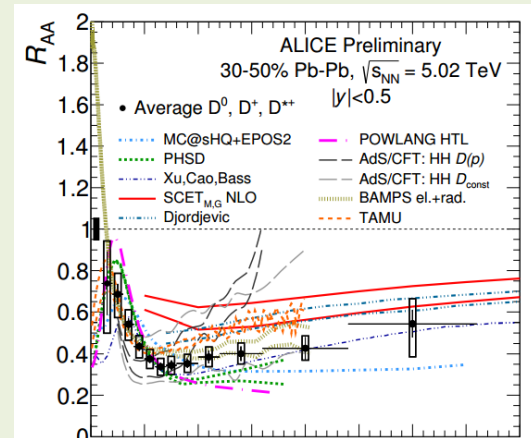 R_AA
2
1.8
1.6
1.4
1.2
1
0.8
0.6
0.4
0.2
0
ALICE Preliminary
30-50% Pb-Pb, √s_NN = 5.02 TeV
|y|<0.5
Average D⁰, D⁺, D*⁺
MC@sHQ+EPOS2
PHSD
Xu,Cao,Bass
SCET_M,G NLO
Djordjevic
POWLANG HTL
AdS/CFT: HH D(p)
AdS/CFT: HH D_const
BAMPS el.+rad.
TAMU